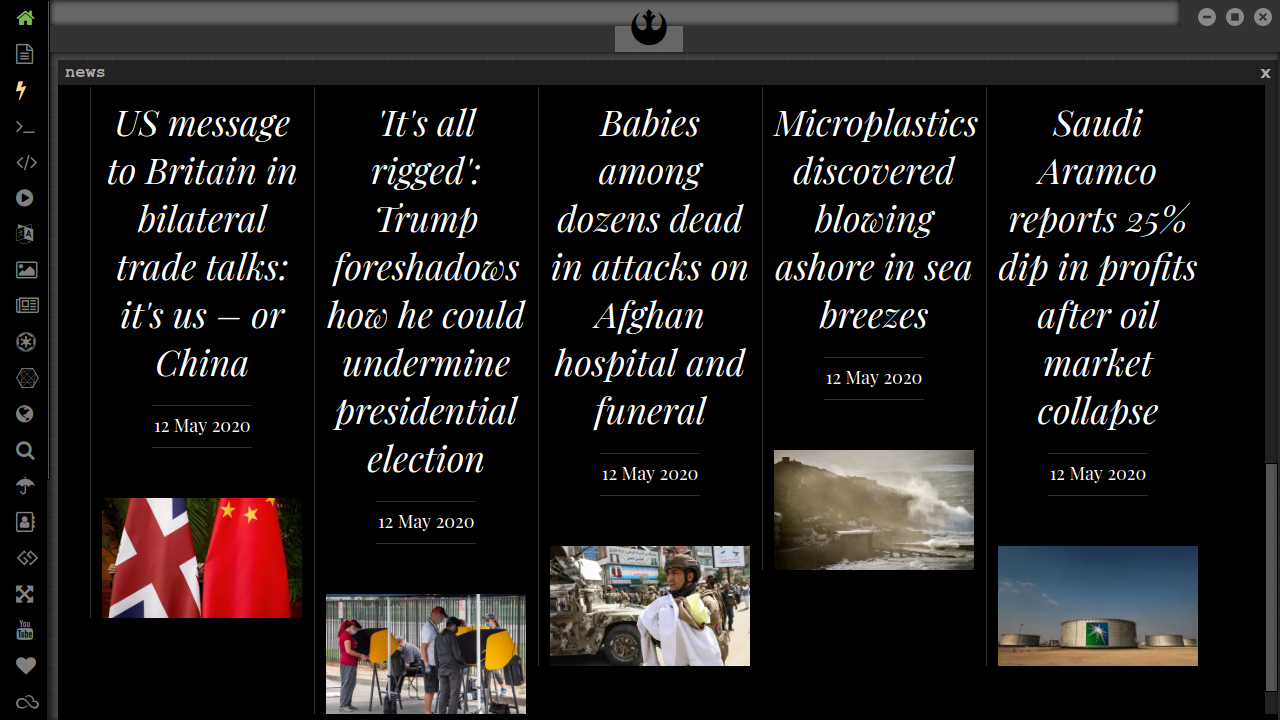 news
x
US message
to Britain in
bilateral
trade talks:
it's us – or
China
12 May 2020
'It's all
rigged':
Trump
foreshadows
how he could
undermine
presidential
election
12 May 2020
Babies
among
dozens dead
in attacks on
Afghan
hospital and
funeral
12 May 2020
Microplastics
discovered
blowing
ashore in sea
breezes
12 May 2020
Saudi
Aramco
reports 25%
dip in profits
after oil
market
collapse
12 May 2020
You
Tube